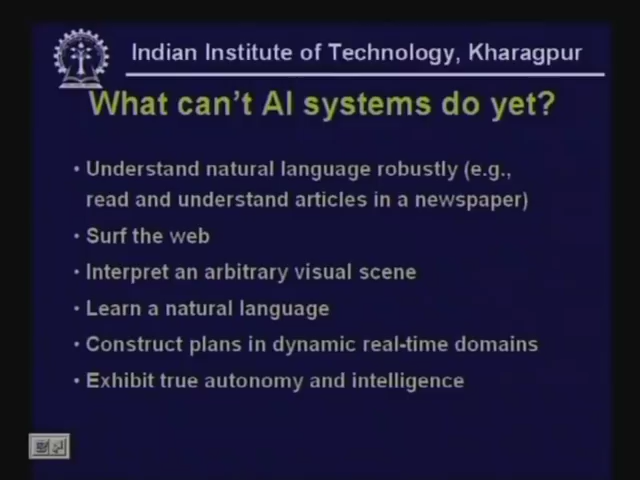 Indian Institute of Technology, Kharagpur
What can't AI systems do yet?
• Understand natural language robustly (e.g.,
read and understand articles in a newspaper)
• Surf the web
• Interpret an arbitrary visual scene
• Learn a natural language
• Construct plans in dynamic real-time domains
• Exhibit true autonomy and intelligence